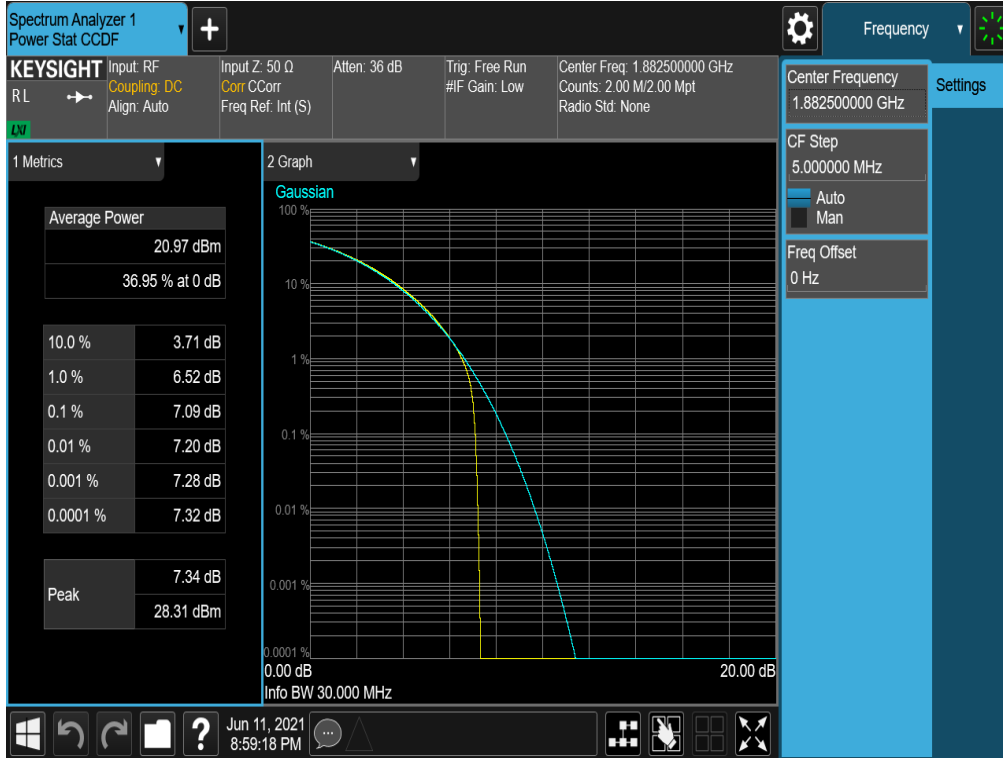 Spectrum Analyzer 1
Power Stat CCDF
+
Frequency
KEYSIGHT
RL
LXI
Input: RF
Coupling: DC
Align: Auto
Input Z: 50 Ω
Corr CCorr
Freq Ref: Int (S)
Atten: 36 dB
Trig: Free Run
#IF Gain: Low
Center Freq: 1.882500000 GHz
Counts: 2.00 M/2.00 Mpt
Radio Std: None
Center Frequency
1.882500000 GHz
Settings
CF Step
5.000000 MHz
Auto
Man
Freq Offset
0 Hz
1 Metrics
Average Power
20.97 dBm
36.95 % at 0 dB
10.0 % 3.71 dB
1.0 % 6.52 dB
0.1 % 7.09 dB
0.01 % 7.20 dB
0.001 % 7.28 dB
0.0001 % 7.32 dB
Peak
7.34 dB
28.31 dBm
2 Graph
Gaussian
100 %
10 %
1 %
0.1 %
0.01 %
0.001 %
0.0001 %
0.00 dB
20.00 dB
Info BW 30.000 MHz
?
Jun 11, 2021
8:59:18 PM